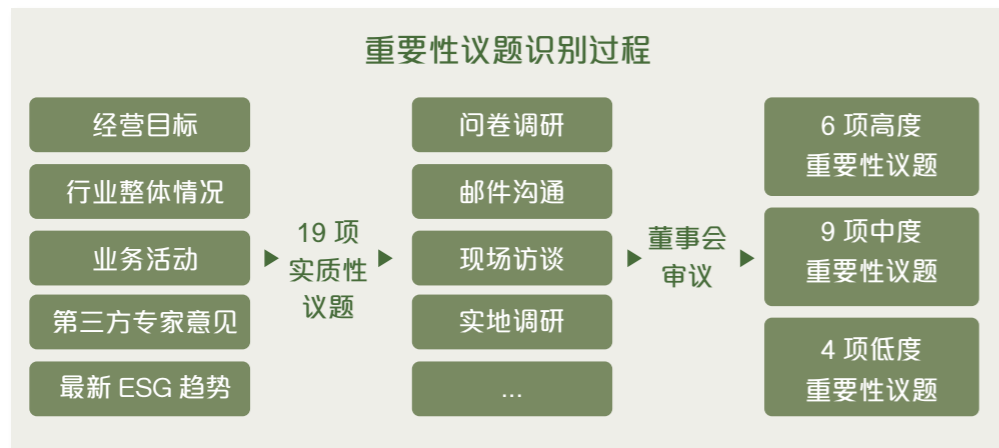 重要性议题识别过程
经营目标
行业整体情况
业务活动
第三方专家意见
最新 ESG 趋势
19 项
实质性
议题
问卷调研
邮件沟通
现场访谈
实地调研
...
董事会
审议
6 项高度
重要性议题
9 项中度
重要性议题
4 项低度
重要性议题